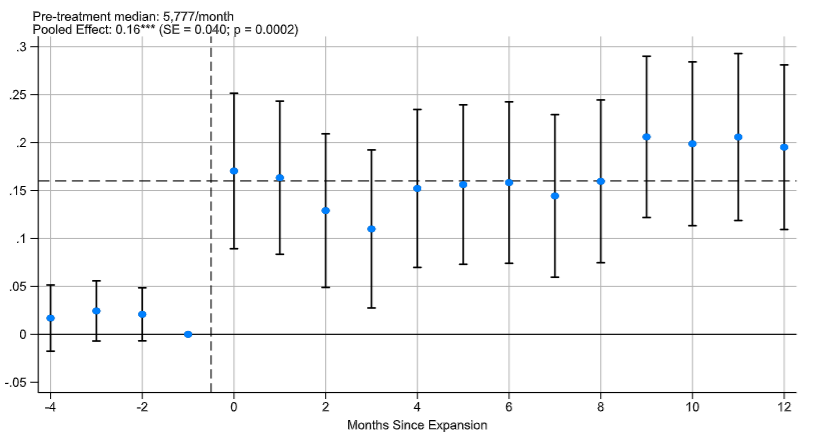 Pre-treatment median: 5,777/month
Pooled Effect: 0.16*** (SE = 0.040; p = 0.0002)
.3
.25
.2
.15
.1
.05
0
-.05
-4 -2 0 2 4 6 8 10 12
Months Since Expansion